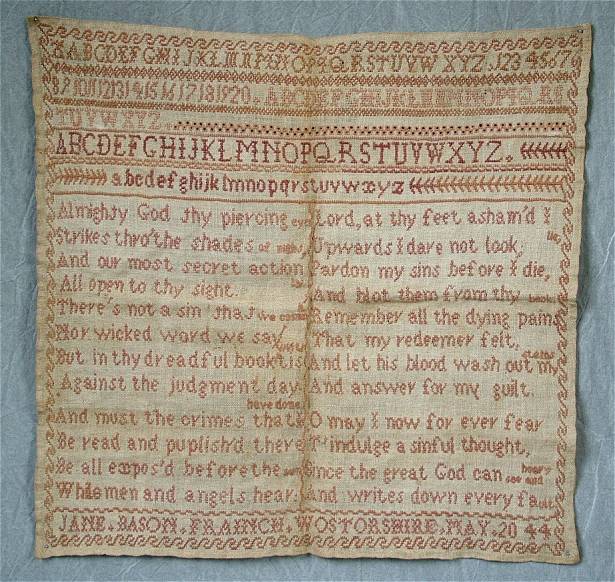 ABCDEFGHIJKLMNOPQRSTUVWXYZ.1234567
891011121314151617181920. ABCDEFGHIJKLMNOPQRS
TUVWXYZ
ABCDEFGHIJKLMNOPQRSTUVWXYZ.
abcdefghijklmnopqrstuvwxyz
Almighty God thy piercing eye
Strikes thro'the shades of night
And our most secret action
All open to thy sight.
There's not a sin that we commit
Nor wicked word we say
But in thy dreadful book tis
Against the judgment day
And must the crimes that I have done
Be read and puplish'd there
Be all expos'd before the sun
While men and angels hear.
Lord, at thy feet asham'd I lie
Upwards I dare not look,
Pardon my sins before I die,
And blot them from thy book
Remember all the dying pains
That my redeemer felt,
And let his blood wash out my stains
And answer for my guilt.
O may I now for ever fear
T'indulge a sinful thought,
Since the great God can see and hear
And writes down every fault
JANE.BASON.FRAINCH.WOSTORSHIRE.MAY.20 44